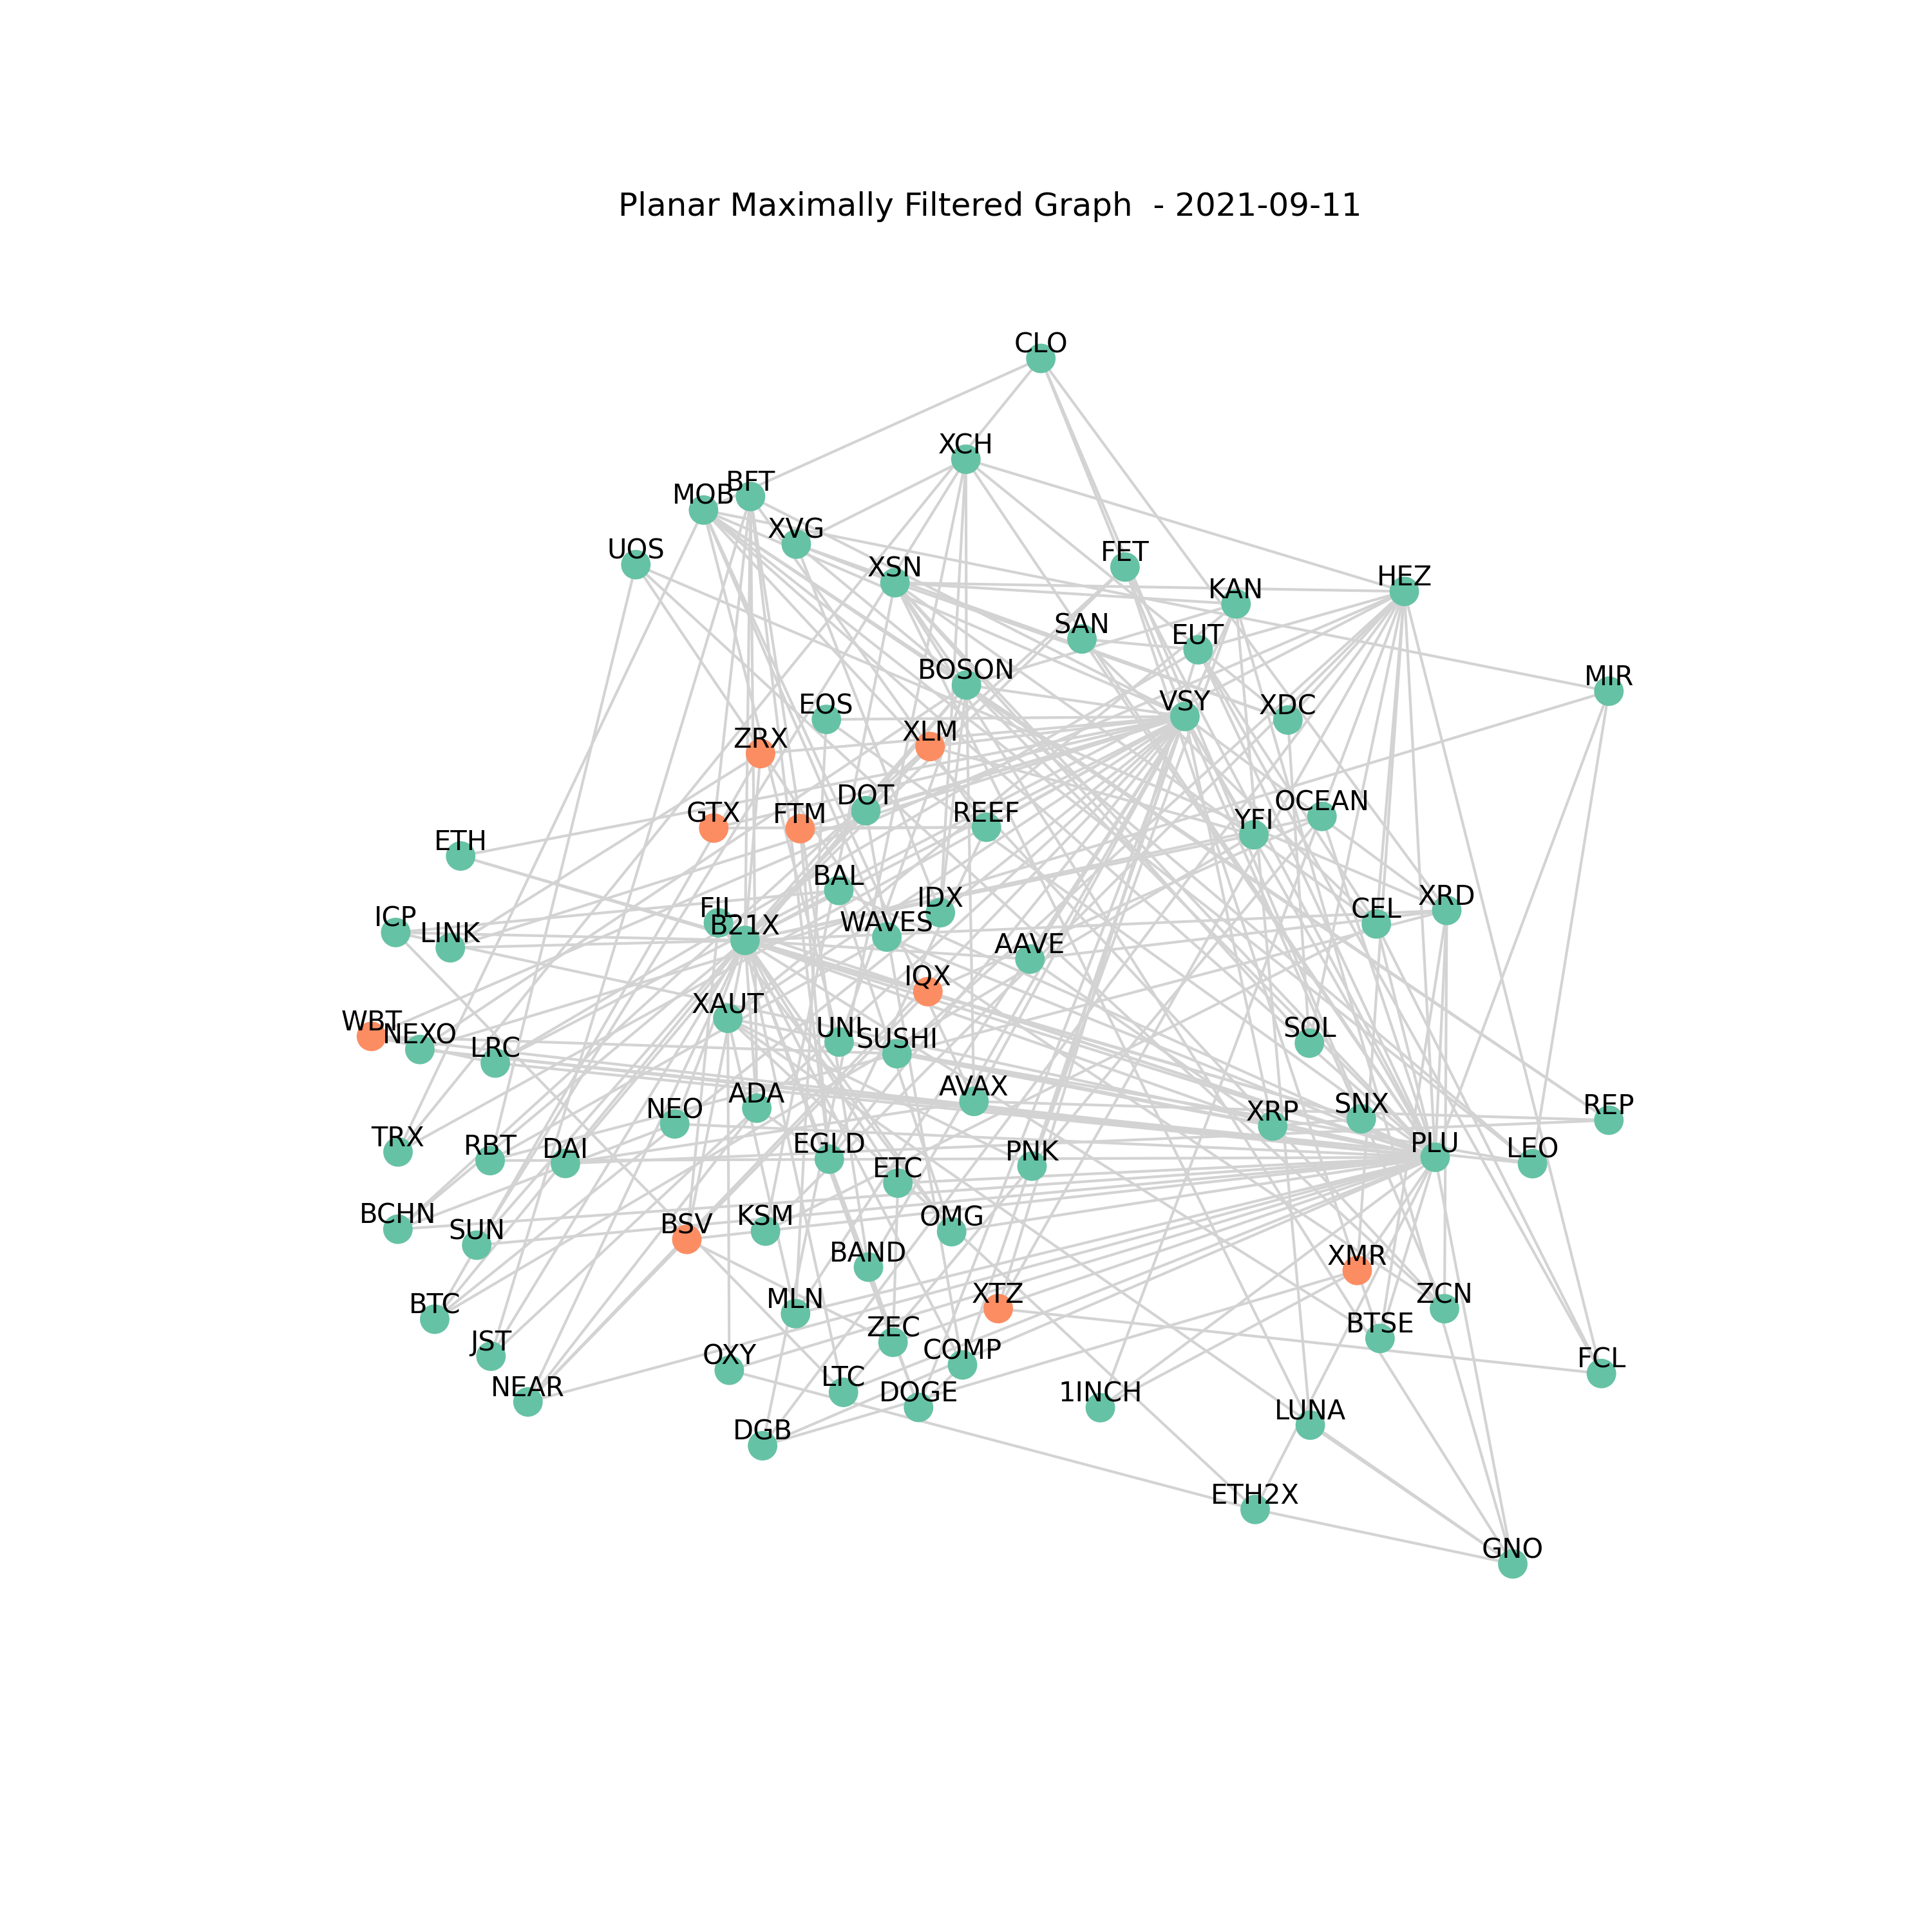 Planar Maximally Filtered Graph  - 2021-09-11
CLO
XCH
BFT
MOB
XVG
UOS
FET
XSN
HEZ
KAN
SAN
EUT
BOSON
MIR
VSY
EOS
XDC
XLM
ZRX
DOT
OCEAN
GTX
FTM
REEF
YFI
ETH
BAL
IDX
XRD
CEL
FIL
ICP
B21X
WAVES
LINK
AAVE
IQX
XAUT
WBT
NEXO
UNI
SUSHI
SOL
LRC
ADA
AVAX
NEO
XRP
SNX
REP
TRX
RBT
DAI
EGLD
PNK
PLU
LEO
ETC
BCHN
SUN
BSV
KSM
OMG
BAND
XMR
BTC
MLN
XTZ
ZCN
BTSE
JST
ZEC
OXY
COMP
FCL
NEAR
LTC
DOGE
1INCH
LUNA
DGB
ETH2X
GNO